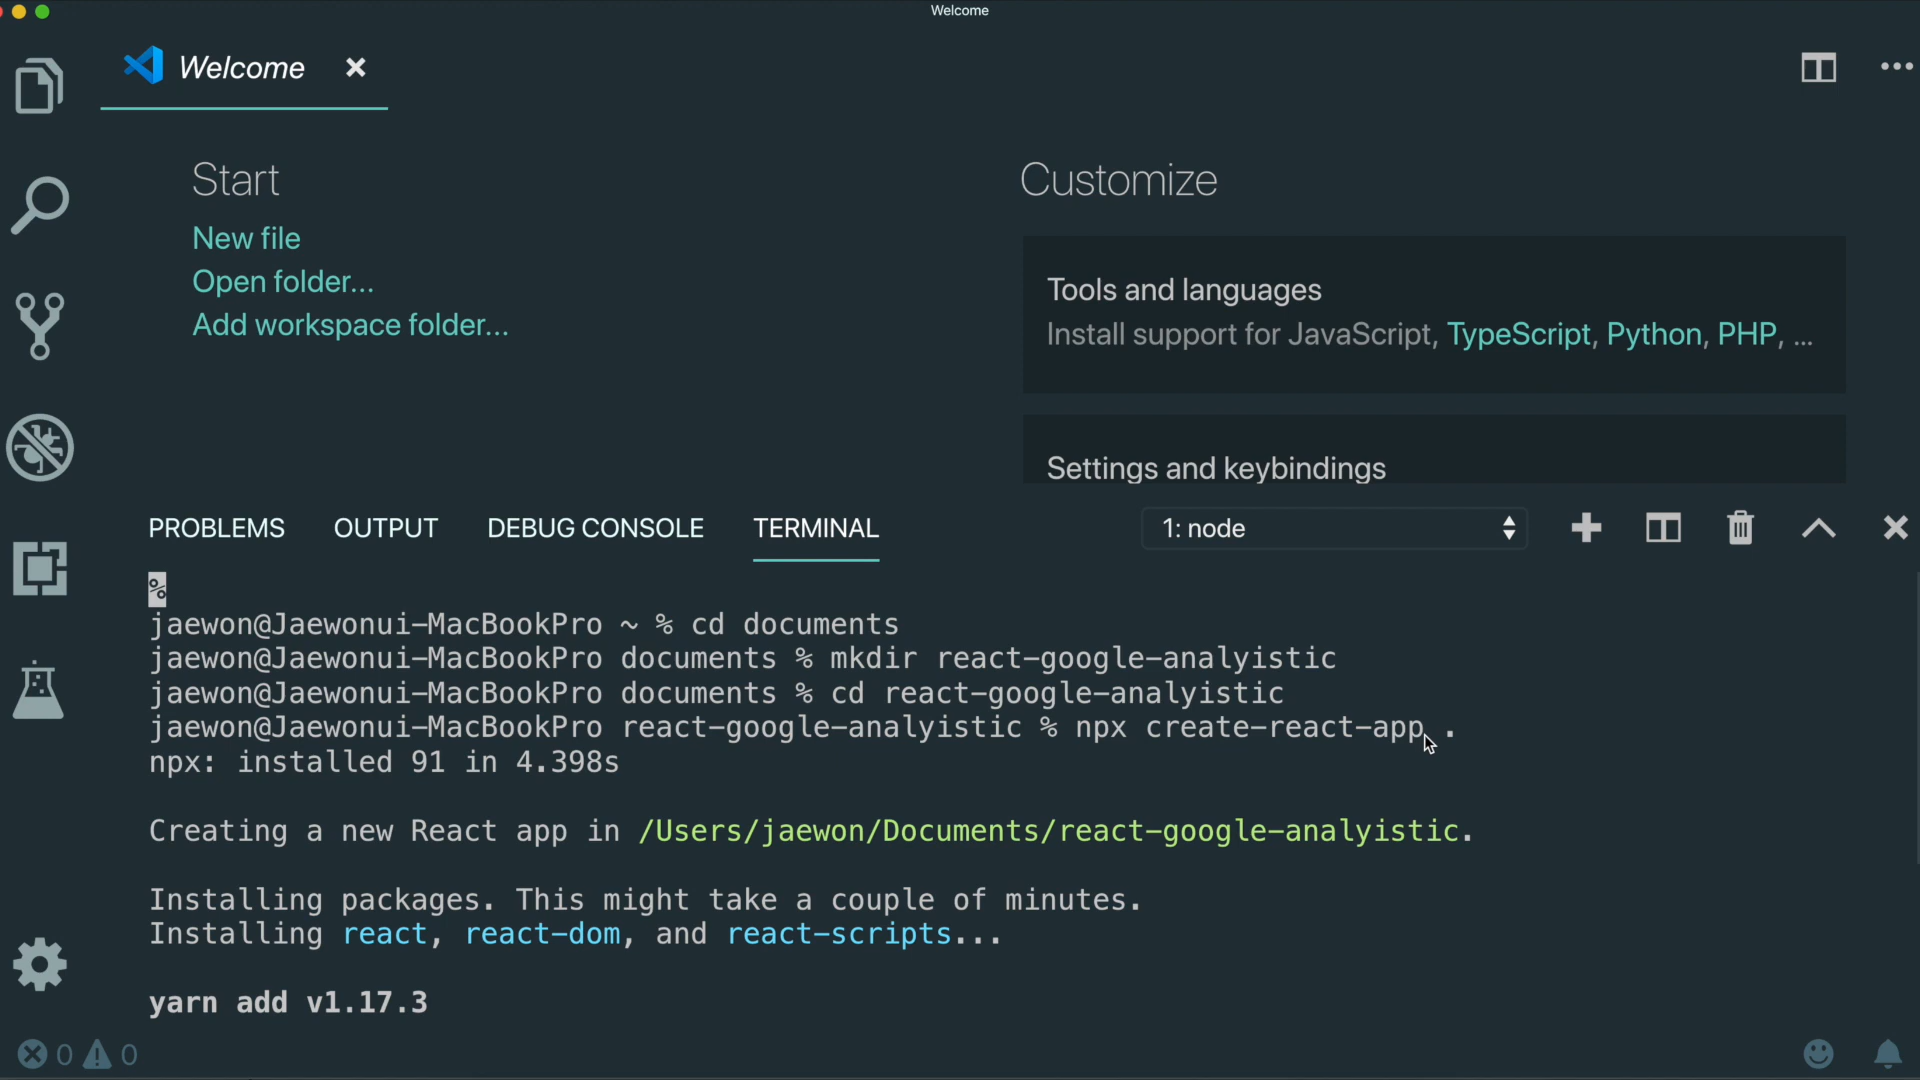 Welcome
Welcome
Start
New file
Open folder...
Add workspace folder...
Customize
Tools and languages
Install support for JavaScript, TypeScript, Python, PHP, ...
Settings and keybindings
PROBLEMS OUTPUT DEBUG CONSOLE TERMINAL 1: node
%
jaewon@Jaewonui-MacBookPro ~ % cd documents
jaewon@Jaewonui-MacBookPro documents % mkdir react-google-analyistic
jaewon@Jaewonui-MacBookPro documents % cd react-google-analyistic
jaewon@Jaewonui-MacBookPro react-google-analyistic % npx create-react-app .
npx: installed 91 in 4.398s
Creating a new React app in /Users/jaewon/Documents/react-google-analyistic.
Installing packages. This might take a couple of minutes.
Installing react, react-dom, and react-scripts...
yarn add v1.17.3
0 0